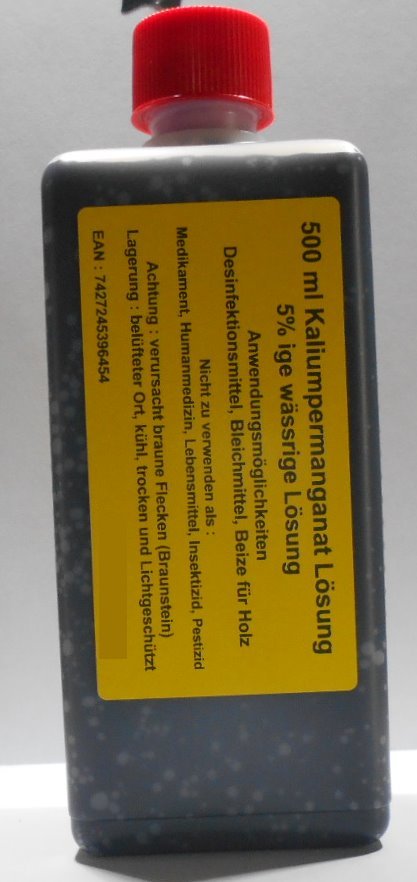 500 ml Kaliumpermanganat Lösung
5% ige wässrige Lösung
Anwendungsmöglichkeiten
Desinfektionsmittel, Bleichmittel, Beize für Holz
Nicht zu verwenden als :
Medikament, Humanmedizin, Lebensmittel, Insektizid, Pestizid
Achtung : verursacht braune Flecken (Braunstein)
Lagerung : belüfteter Ort, kühl, trocken und Lichtgeschützt
EAN : 7427245396454